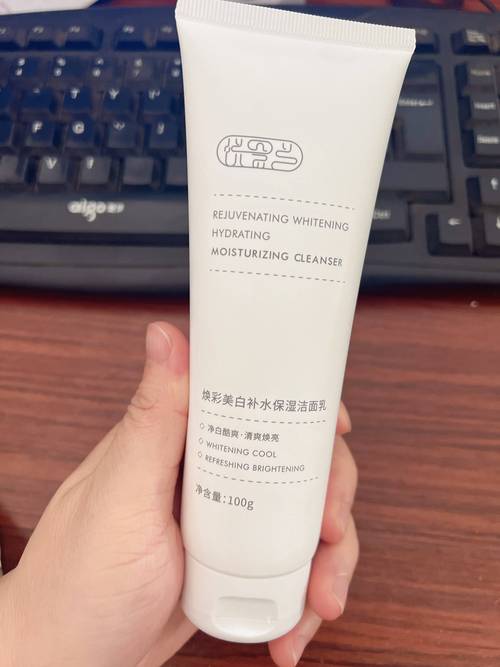 REJUVENATING WHITENING
HYDRATING
MOISTURIZING CLEANSER
焕彩美白补水保湿洁面乳
净白酷爽·清爽焕亮
WHITENING COOL
REFRESHING BRIGHTENING
净含量:100g
aigo